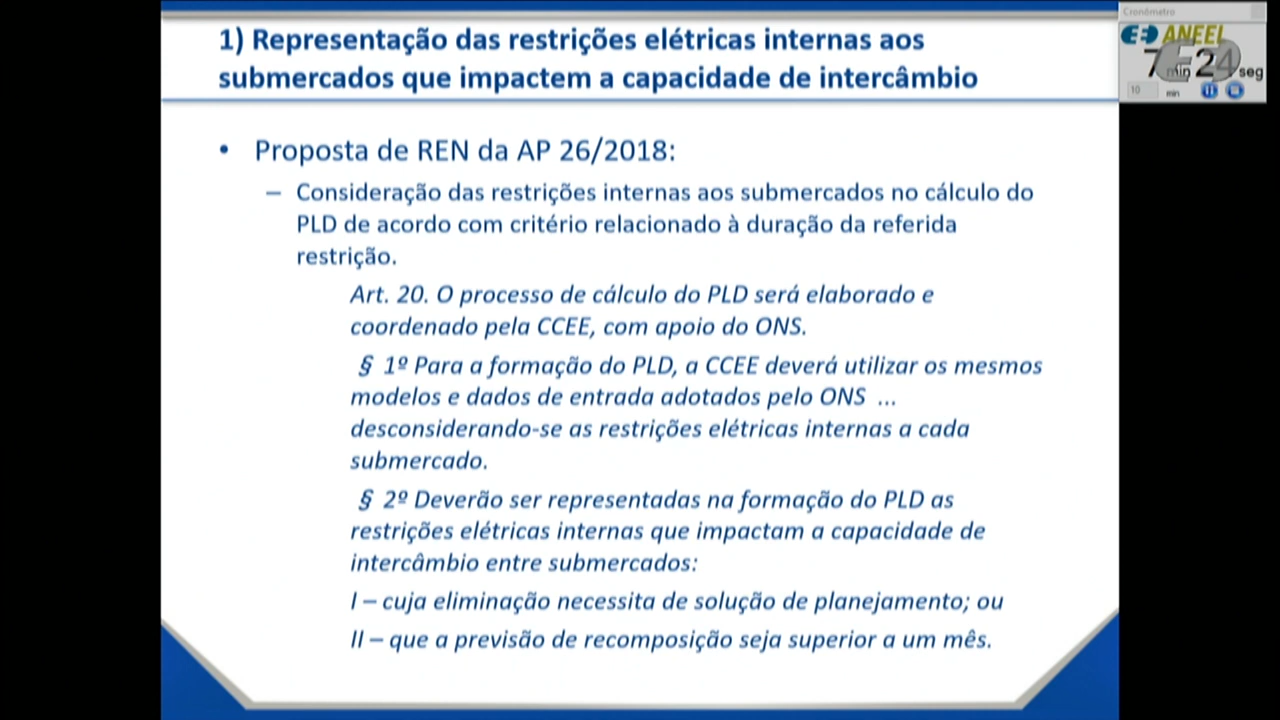 1) Representação das restrições elétricas internas aos
submercados que impactem a capacidade de intercâmbio
• Proposta de REN da AP 26/2018:
– Consideração das restrições internas aos submercados no cálculo do
PLD de acordo com critério relacionado à duração da referida
restrição.
Art. 20. O processo de cálculo do PLD será elaborado e
coordenado pela CCEE, com apoio do ONS.
§ 1º Para a formação do PLD, a CCEE deverá utilizar os mesmos
modelos e dados de entrada adotados pelo ONS ...
desconsiderando-se as restrições elétricas internas a cada
submercado.
§ 2º Deverão ser representadas na formação do PLD as
restrições elétricas internas que impactam a capacidade de
intercâmbio entre submercados:
I – cuja eliminação necessita de solução de planejamento; ou
II – que a previsão de recomposição seja superior a um mês.
Cronômetro
ANEEL
7 min 24 seg
10 min